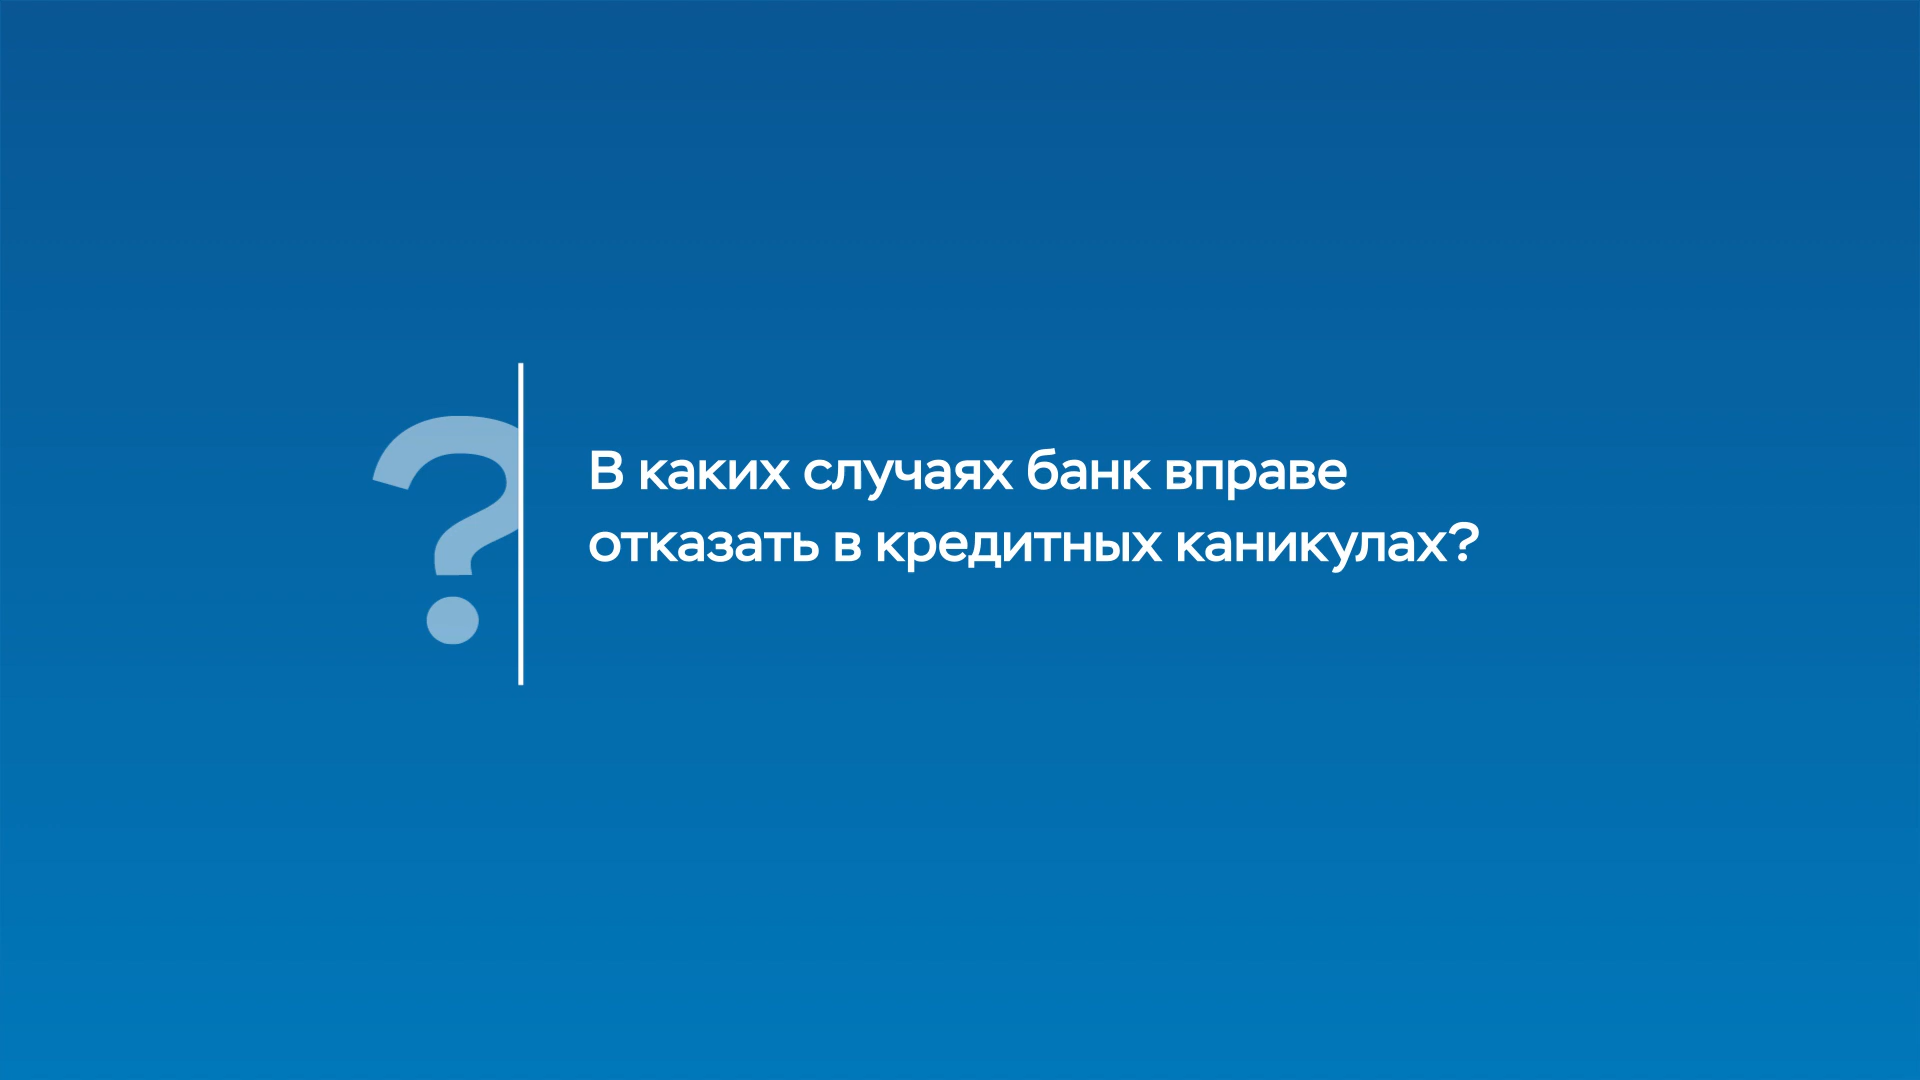 ?
В каких случаях банк вправе
отказать в кредитных каникулах?